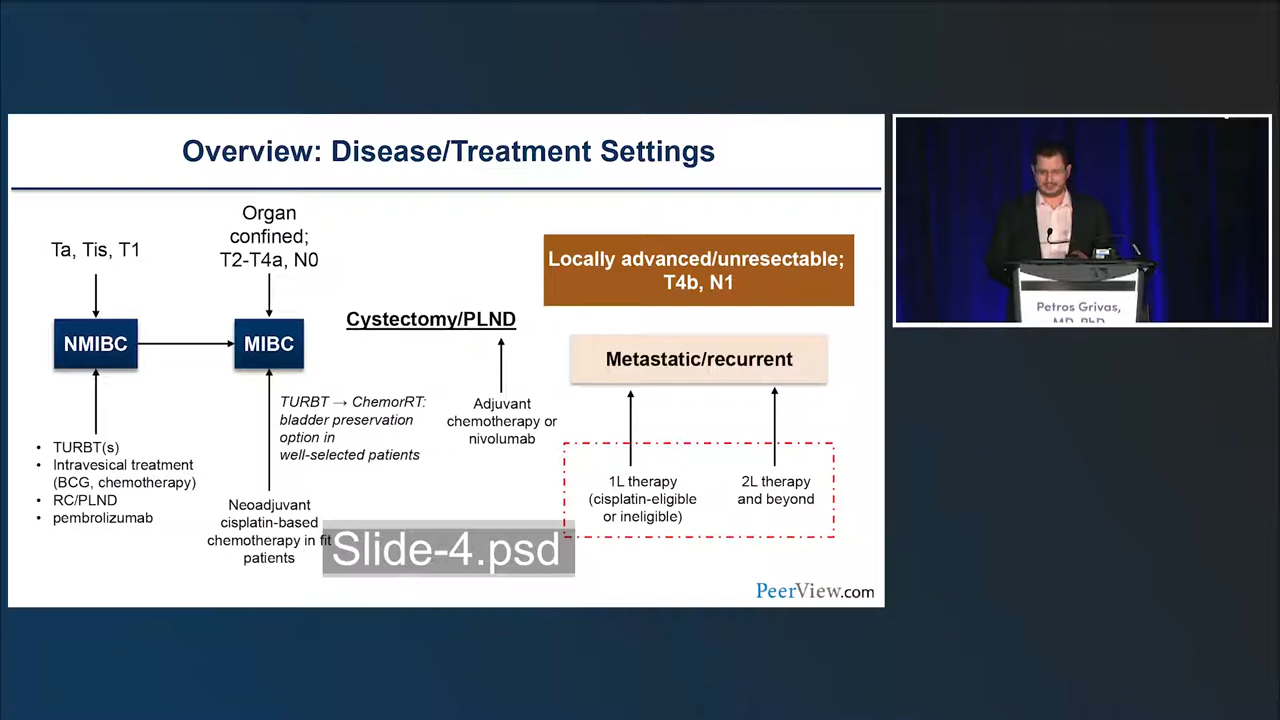 Overview: Disease/Treatment Settings
Ta, Tis, T1
Organ
confined;
T2-T4a, N0
NMIBC
MIBC
Cystectomy/PLND
Locally advanced/unresectable;
T4b, N1
Metastatic/recurrent
• TURBT(s)
• Intravesical treatment
(BCG, chemotherapy)
• RC/PLND
• pembrolizumab
TURBT → ChemorRT:
bladder preservation
option in
well-selected patients
Neoadjuvant
cisplatin-based
chemotherapy in fit
patients
Adjuvant
chemotherapy or
nivolumab
1L therapy
(cisplatin-eligible
or ineligible)
2L therapy
and beyond
Slide-4.psd
PeerView.com
Petros Grivas,
MD, PhD